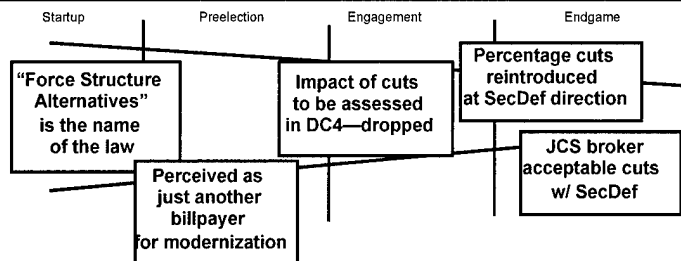 Startup Preelection Engagement Endgame
“Force Structure
Alternatives”
is the name
of the law
Perceived as
just another
billpayer
for modernization
Impact of cuts
to be assessed
in DC4—dropped
Percentage cuts
reintroduced
at SecDef direction
JCS broker
acceptable cuts
w/ SecDef